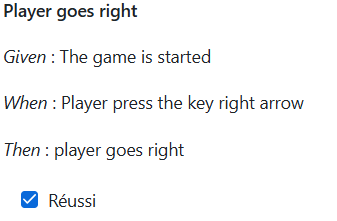 Player goes right
Given : The game is started
When : Player press the key right arrow
Then : player goes right
Réussi